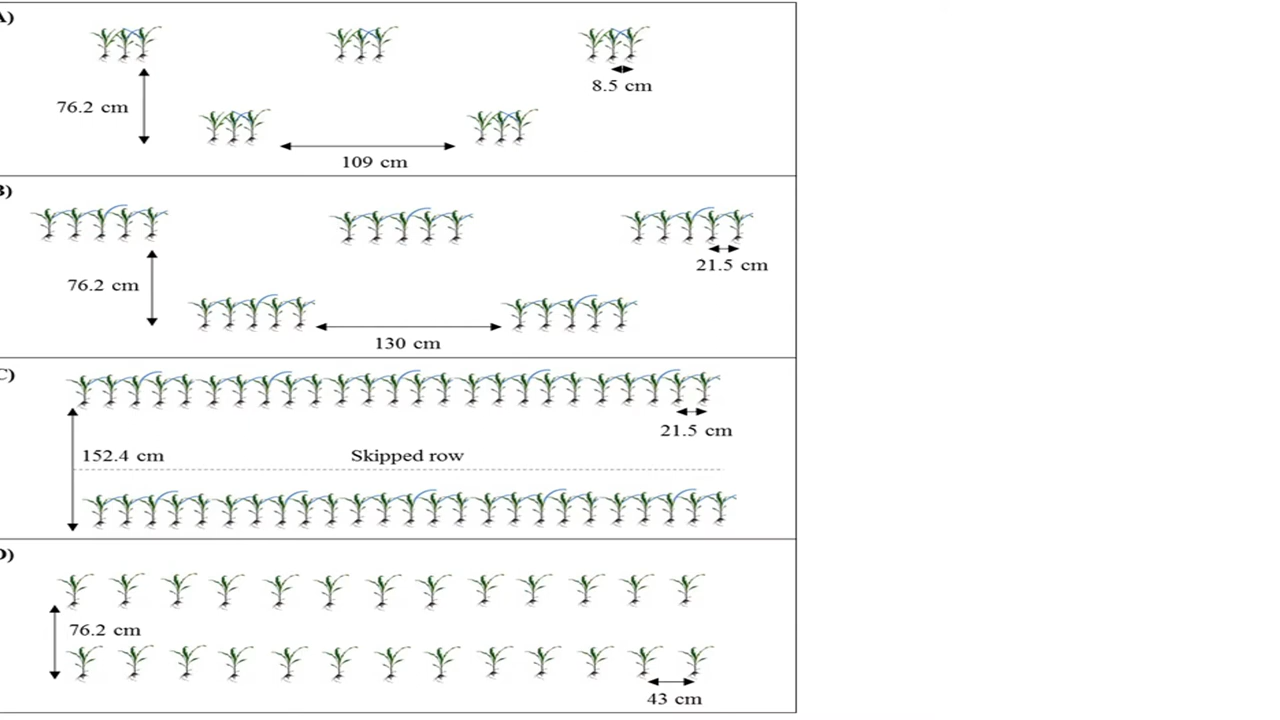 A)
8.5 cm
76.2 cm
109 cm
B)
21.5 cm
76.2 cm
130 cm
C)
21.5 cm
152.4 cm Skipped row
D)
76.2 cm
43 cm